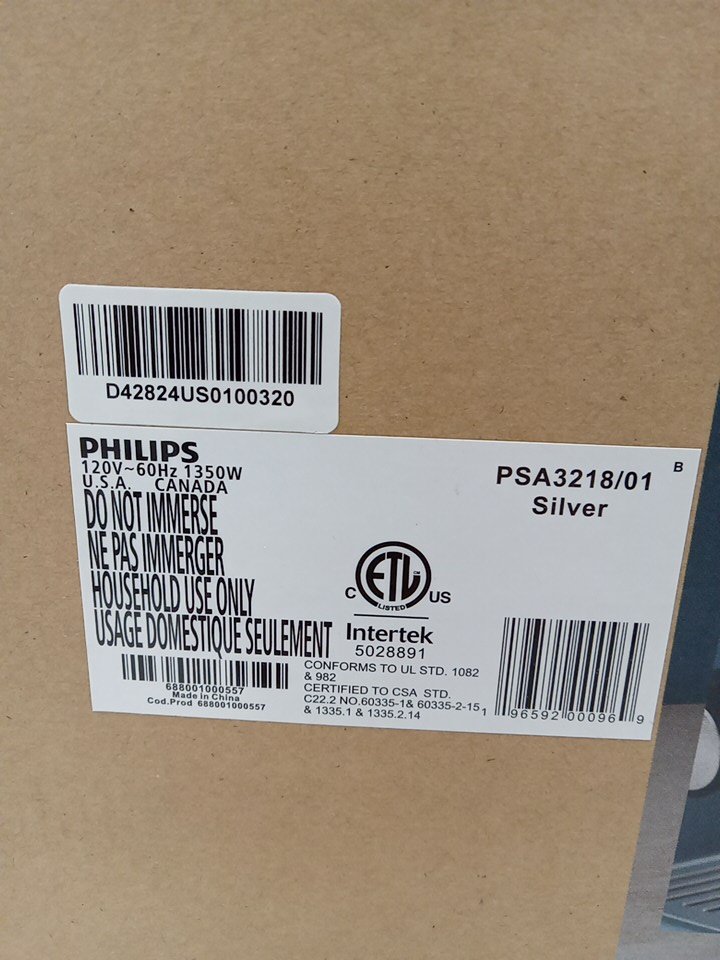 D42824US0100320
PHILIPS
120V~60Hz 1350W
U.S.A. CANADA
DO NOT IMMERSE
NE PAS IMMERGER
HOUSEHOLD USE ONLY
USAGE DOMESTIQUE SEULEMENT
688001000557
Made in China
Cod.Prod 688001000557
C ETL CM US
LISTED
Intertek
5028891
CONFORMS TO UL STD. 1082
& 982
CERTIFIED TO CSA STD.
C22.2 NO.60335-1& 60335-2-15
& 1335.1 & 1335.2.14
PSA3218/01 B
Silver
1 96592 00096 9